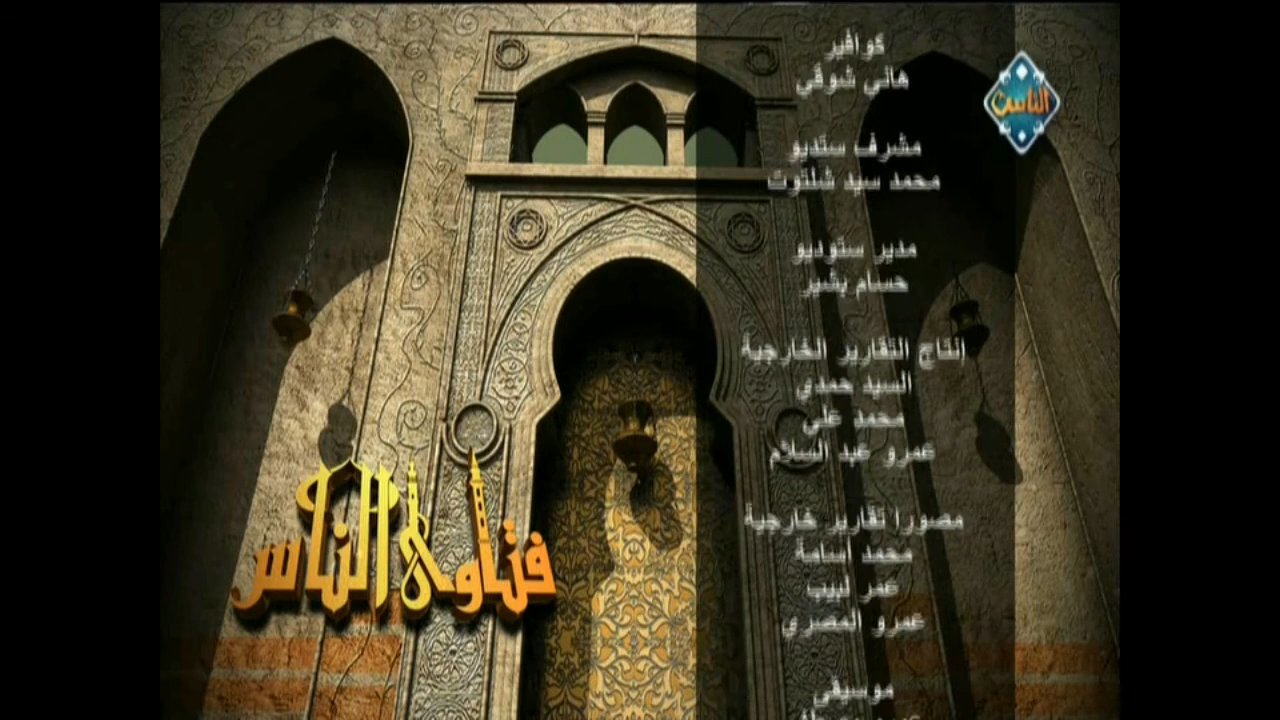 الناس
كوافير
هاني شوقي
مشرف ستديو
محمد سيد شلتوت
مدير ستوديو
حسام بشير
إنتاج التقارير الخارجية
السيد حمدي
محمد علي
عمرو عبد السلام
مصورا تقارير خارجية
محمد أسامة
عمر لبيب
عمرو المصري
موسيقى
فتاوى الناس